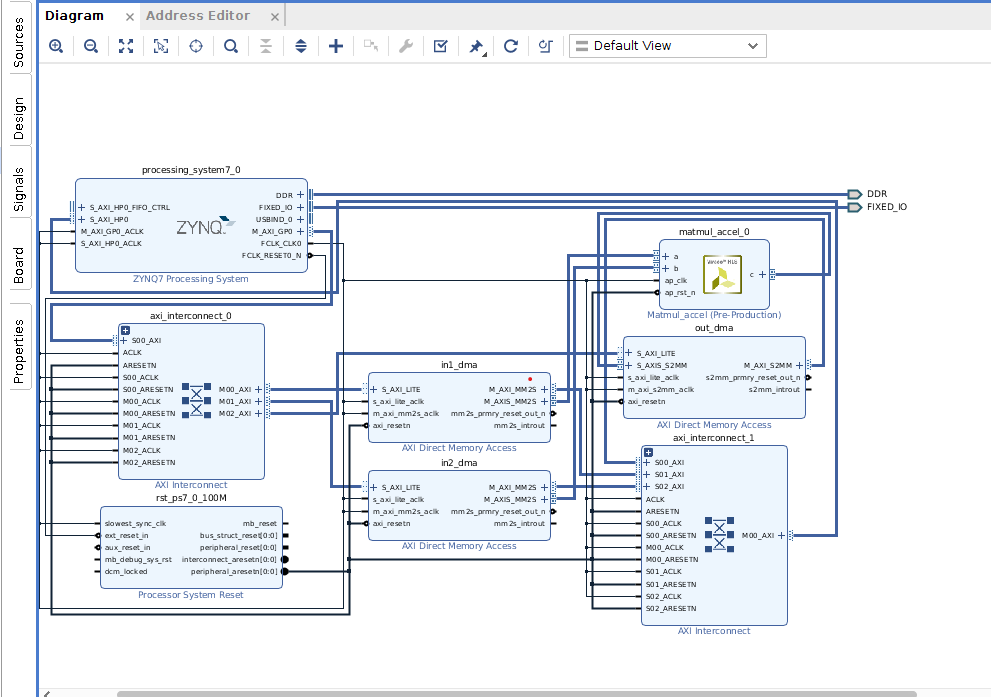 Diagram
Address Editor
Sources
Design
Signals
Board
Properties
Default View
processing_system7_0
S_AXI_HP0_FIFO_CTRL
S_AXI_HP0
M_AXI_GP0_ACLK
S_AXI_HP0_ACLK
ZYNQ
DDR
FIXED_IO
USBIND_0
M_AXI_GP0
FCLK_CLK0
FCLK_RESET0_N
ZYNQ7 Processing System
DDR
FIXED_IO
axi_interconnect_0
S00_AXI
ACLK
ARESETN
S00_ACLK
S00_ARESETN
M00_ACLK
M00_ARESETN
M01_ACLK
M01_ARESETN
M02_ACLK
M02_ARESETN
M00_AXI
M01_AXI
M02_AXI
AXI Interconnect
rst_ps7_0_100M
slowest_sync_clk
ext_reset_in
aux_reset_in
mb_debug_sys_rst
dcm_locked
mb_reset
bus_struct_reset[0:0]
peripheral_reset[0:0]
interconnect_aresetn[0:0]
peripheral_aresetn[0:0]
Processor System Reset
in1_dma
S_AXI_LITE
s_axi_lite_aclk
m_axi_mm2s_aclk
axi_resetn
M_AXI_MM2S
M_AXIS_MM2S
mm2s_prmry_reset_out_n
mm2s_introut
AXI Direct Memory Access
in2_dma
S_AXI_LITE
s_axi_lite_aclk
m_axi_mm2s_aclk
axi_resetn
M_AXI_MM2S
M_AXIS_MM2S
mm2s_prmry_reset_out_n
mm2s_introut
AXI Direct Memory Access
matmul_accel_0
a
b
ap_clk
ap_rst_n
c
Matmul_accel (Pre-Production)
out_dma
S_AXI_LITE
S_AXIS_S2MM
s_axi_lite_aclk
m_axi_s2mm_aclk
axi_resetn
M_AXI_S2MM
s2mm_prmry_reset_out_n
s2mm_introut
AXI Direct Memory Access
axi_interconnect_1
S00_AXI
S01_AXI
S02_AXI
ACLK
ARESETN
S00_ACLK
S00_ARESETN
M00_ACLK
M00_ARESETN
S01_ACLK
S01_ARESETN
S02_ACLK
S02_ARESETN
M00_AXI
AXI Interconnect